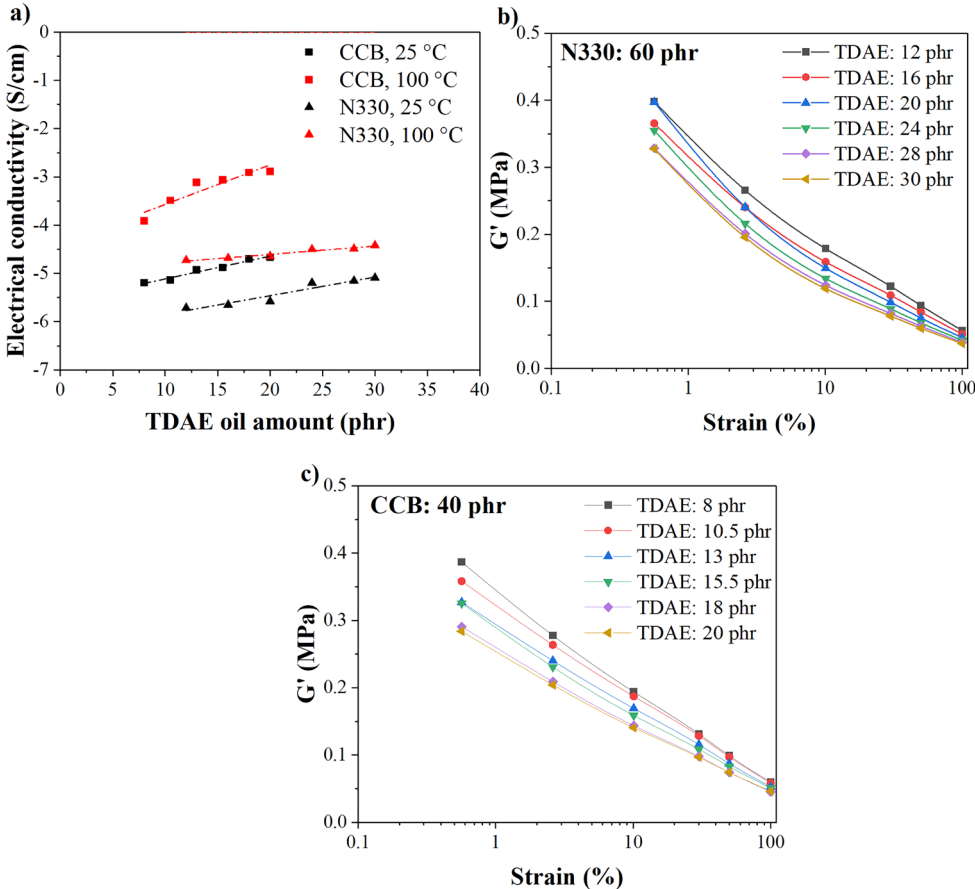 a)
Electrical conductivity (S/cm)
0
-1
-2
-3
-4
-5
-6
-7
CCB, 25 °C
CCB, 100 °C
N330, 25 °C
N330, 100 °C
0 5 10 15 20 25 30 35 40
TDAE oil amount (phr)
b)
G' (MPa)
0.5
0.4
0.3
0.2
0.1
0.0
N330: 60 phr
TDAE: 12 phr
TDAE: 16 phr
TDAE: 20 phr
TDAE: 24 phr
TDAE: 28 phr
TDAE: 30 phr
0.1 1 10 100
Strain (%)
c)
G' (MPa)
0.5
0.4
0.3
0.2
0.1
0.0
CCB: 40 phr
TDAE: 8 phr
TDAE: 10.5 phr
TDAE: 13 phr
TDAE: 15.5 phr
TDAE: 18 phr
TDAE: 20 phr
0.1 1 10 100
Strain (%)